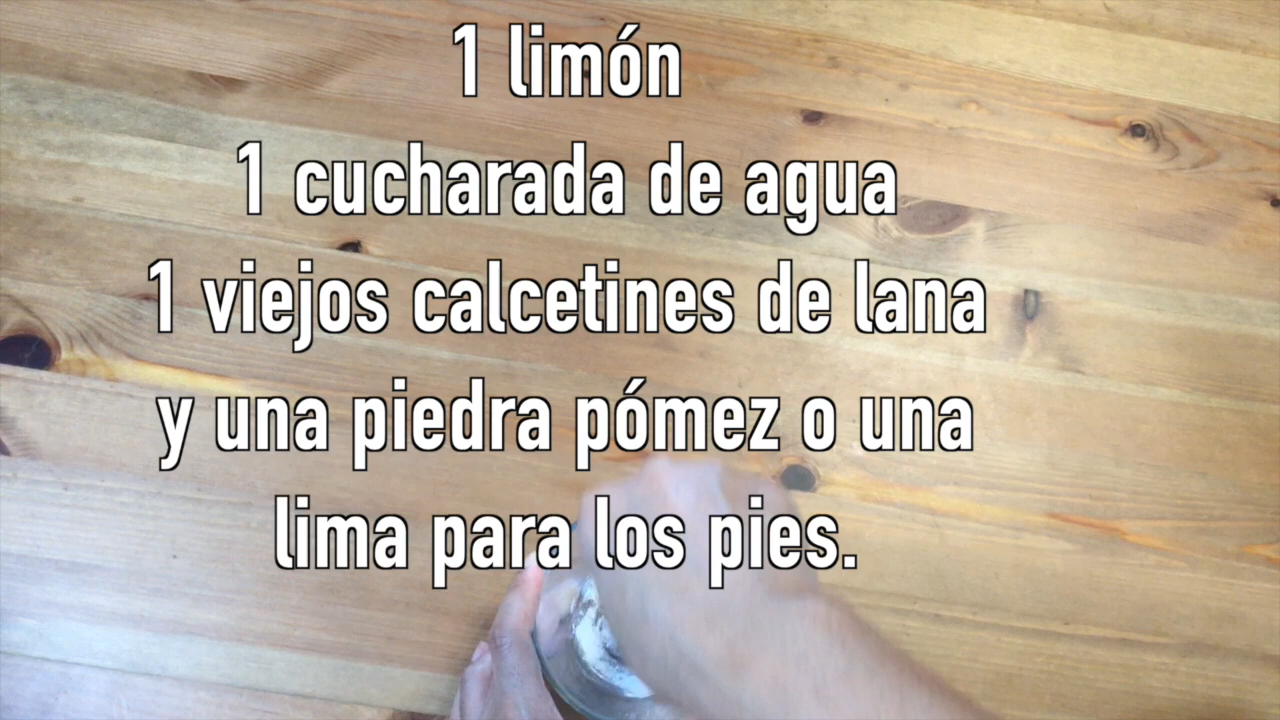 1 limón
1 cucharada de agua
1 viejos calcetines de lana
y una piedra pómez o una
lima para los pies.